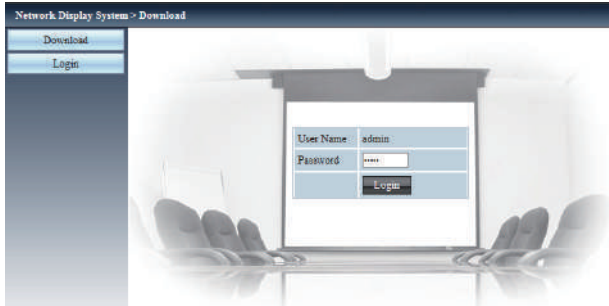 Network Display System > Download
Download
Login
User Name admin
Password •••••
Login